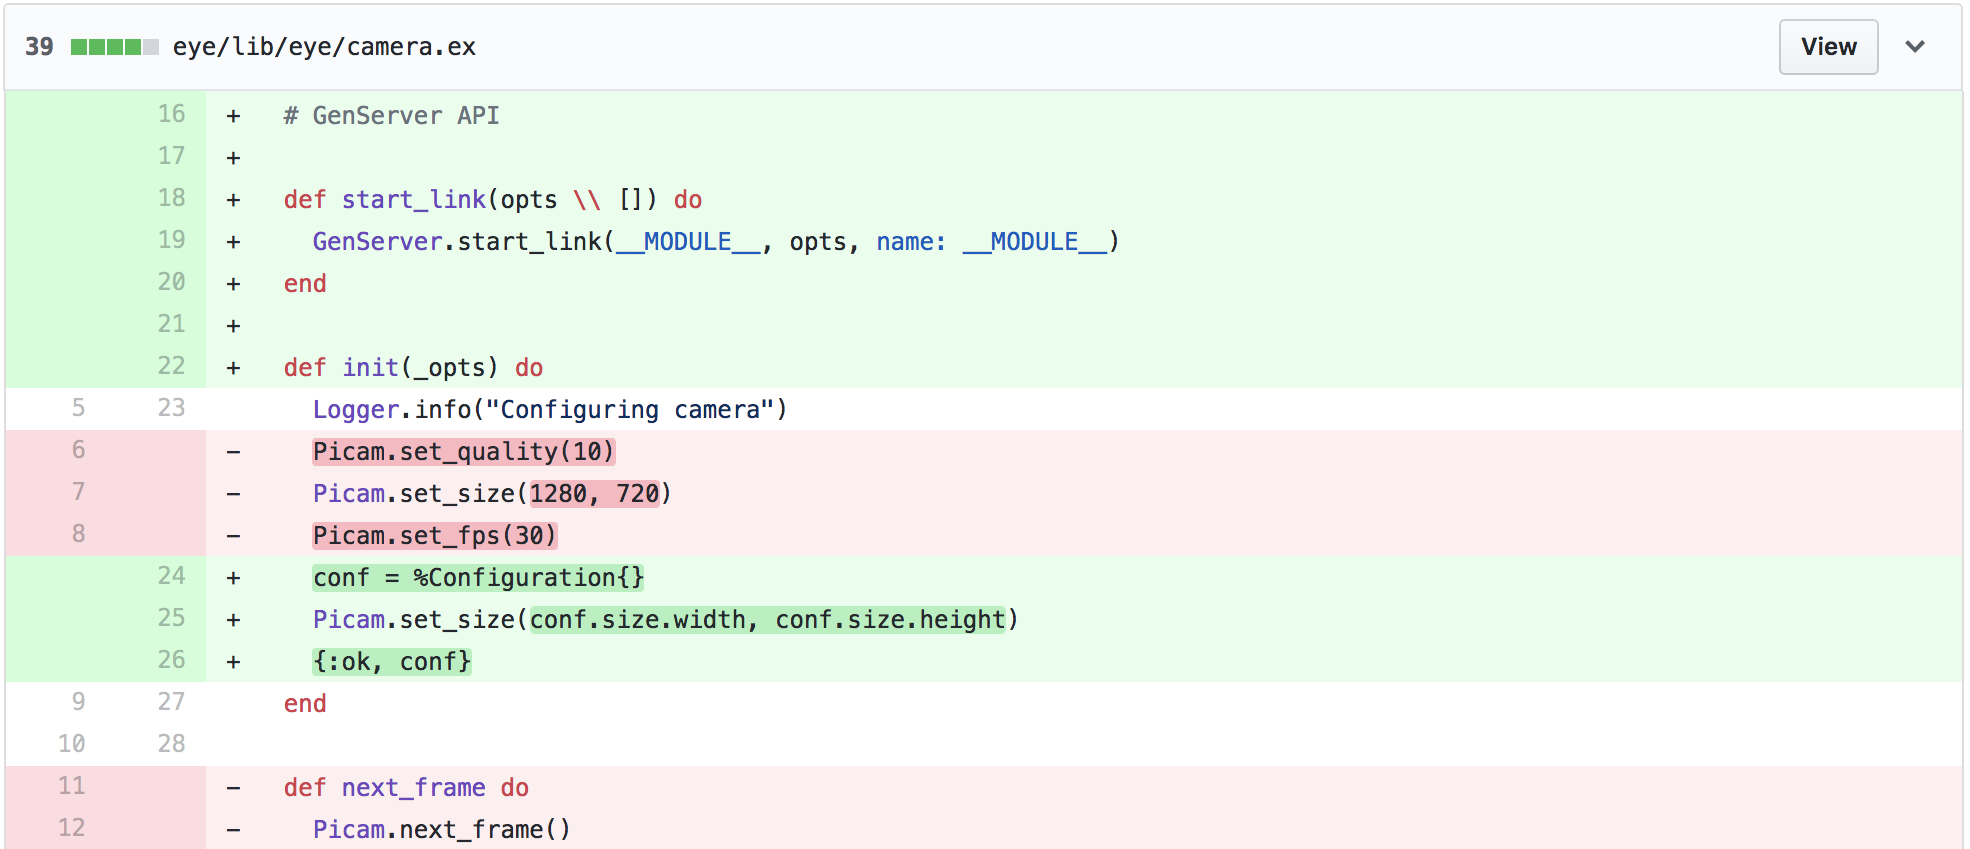 39 eye/lib/eye/camera.ex View
16 + # GenServer API
17 +
18 + def start_link(opts \\ []) do
19 + GenServer.start_link(__MODULE__, opts, name: __MODULE__)
20 + end
21 +
22 + def init(_opts) do
5 23 Logger.info("Configuring camera")
6 - Picam.set_quality(10)
7 - Picam.set_size(1280, 720)
8 - Picam.set_fps(30)
24 + conf = %Configuration{}
25 + Picam.set_size(conf.size.width, conf.size.height)
26 + {:ok, conf}
9 27 end
10 28
11 - def next_frame do
12 - Picam.next_frame()